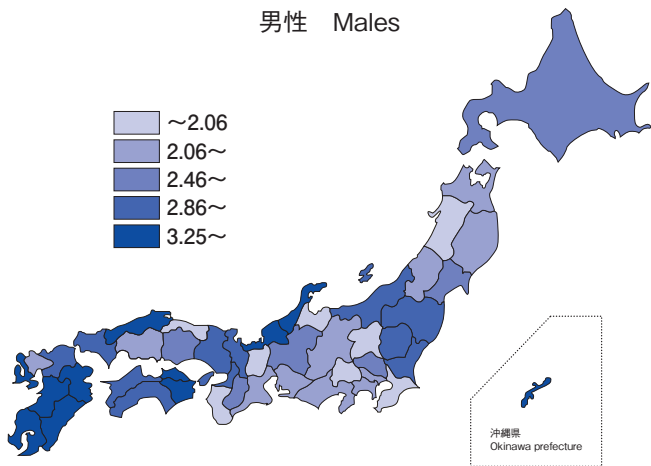 男性 Males
～2.06
2.06～
2.46～
2.86～
3.25～
沖縄県
Okinawa prefecture